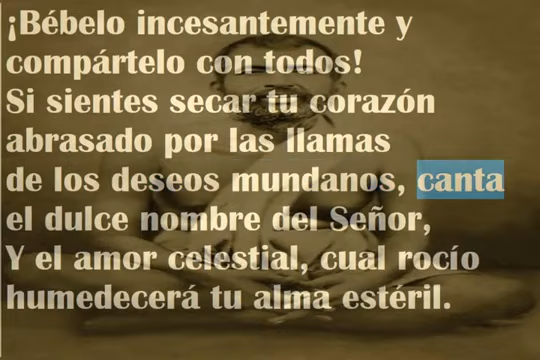 ¡Bébelo incesantemente y
compártelo con todos!
Si sientes secar tu corazón
abrasado por las llamas
de los deseos mundanos, canta
el dulce nombre del Señor,
Y el amor celestial, cual rocío
humedecerá tu alma estéril.